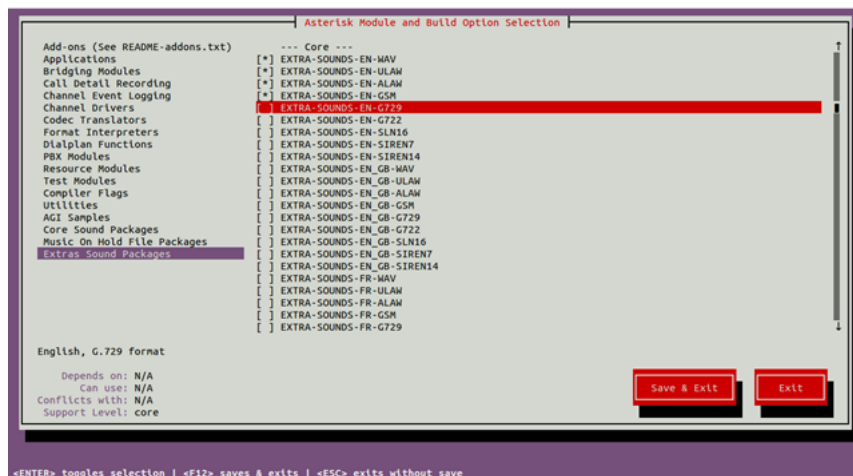 Asterisk Module and Build Option Selection
Add-ons (See README-addons.txt)
Applications
Bridging Modules
Call Detail Recording
Channel Event Logging
Channel Drivers
Codec Translators
Format Interpreters
Dialplan Functions
PBX Modules
Resource Modules
Test Modules
Compiler Flags
Utilities
AGI Samples
Core Sound Packages
Music On Hold File Packages
Extras Sound Packages
--- Core ---
[*] EXTRA-SOUNDS-EN-WAV
[*] EXTRA-SOUNDS-EN-ULAW
[*] EXTRA-SOUNDS-EN-ALAW
[*] EXTRA-SOUNDS-EN-GSM
[ ] EXTRA-SOUNDS-EN-G729
[ ] EXTRA-SOUNDS-EN-G722
[ ] EXTRA-SOUNDS-EN-SLN16
[ ] EXTRA-SOUNDS-EN-SIREN7
[ ] EXTRA-SOUNDS-EN-SIREN14
[ ] EXTRA-SOUNDS-EN_GB-WAV
[ ] EXTRA-SOUNDS-EN_GB-ULAW
[ ] EXTRA-SOUNDS-EN_GB-ALAW
[ ] EXTRA-SOUNDS-EN_GB-GSM
[ ] EXTRA-SOUNDS-EN_GB-G729
[ ] EXTRA-SOUNDS-EN_GB-G722
[ ] EXTRA-SOUNDS-EN_GB-SLN16
[ ] EXTRA-SOUNDS-EN_GB-SIREN7
[ ] EXTRA-SOUNDS-EN_GB-SIREN14
[ ] EXTRA-SOUNDS-FR-WAV
[ ] EXTRA-SOUNDS-FR-ULAW
[ ] EXTRA-SOUNDS-FR-ALAW
[ ] EXTRA-SOUNDS-FR-GSM
[ ] EXTRA-SOUNDS-FR-G729
English, G.729 format
Depends on: N/A
Can use: N/A
Conflicts with: N/A
Support Level: core
Save & Exit
Exit
<ENTER> toggles selection | <F12> saves & exits | <ESC> exits without save